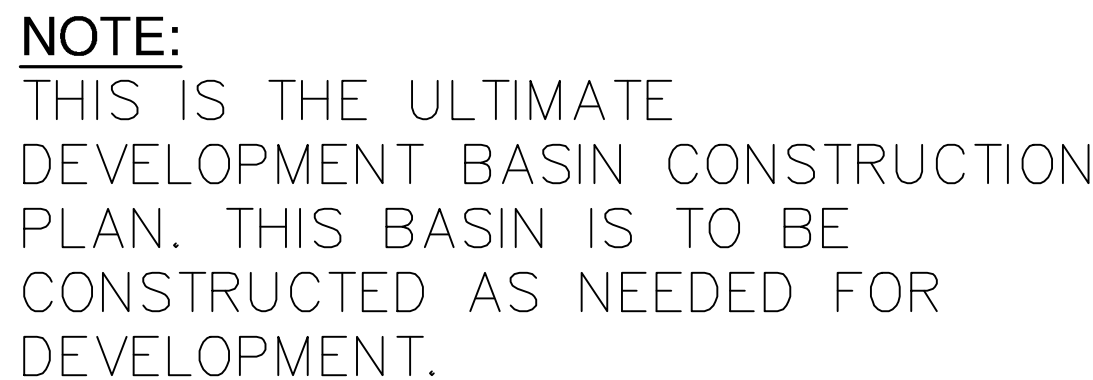 NOTE:
THIS IS THE ULTIMATE
DEVELOPMENT BASIN CONSTRUCTION
PLAN. THIS BASIN IS TO BE
CONSTRUCTED AS NEEDED FOR
DEVELOPMENT.